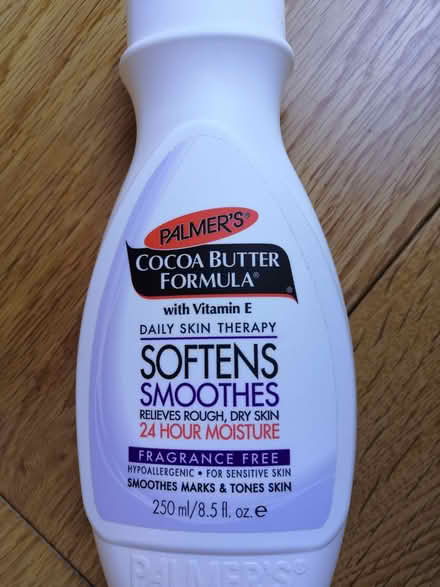 PALMER'S®
COCOA BUTTER
FORMULA®
with Vitamin E
DAILY SKIN THERAPY
SOFTENS
SMOOTHES
RELIEVES ROUGH, DRY SKIN
24 HOUR MOISTURE
FRAGRANCE FREE
HYPOALLERGENIC • FOR SENSITIVE SKIN
SMOOTHES MARKS & TONES SKIN
250 ml/8.5 fl. oz. e
PALMER'S®